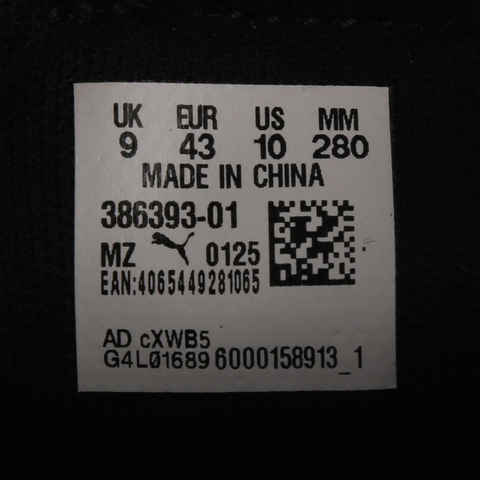 UK EUR US MM
9 43 10 280
MADE IN CHINA
386393-01
MZ 0125
EAN:4065449281065
AD cXWB5
G4LØ1689 6000158913_1